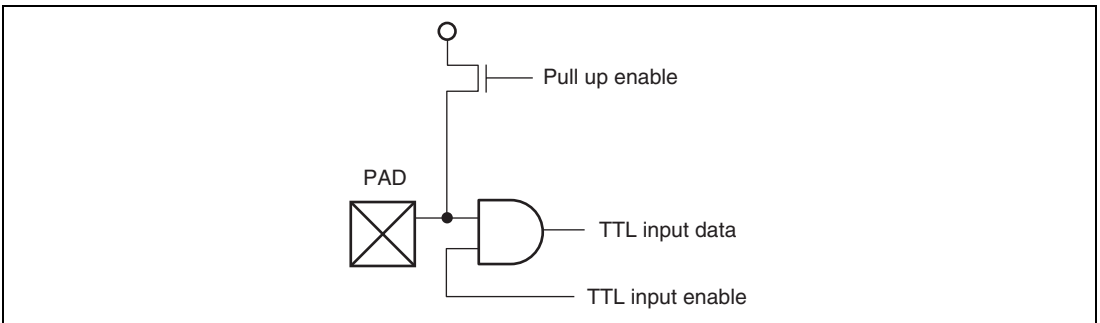 Pull up enable
PAD
TTL input data
TTL input enable